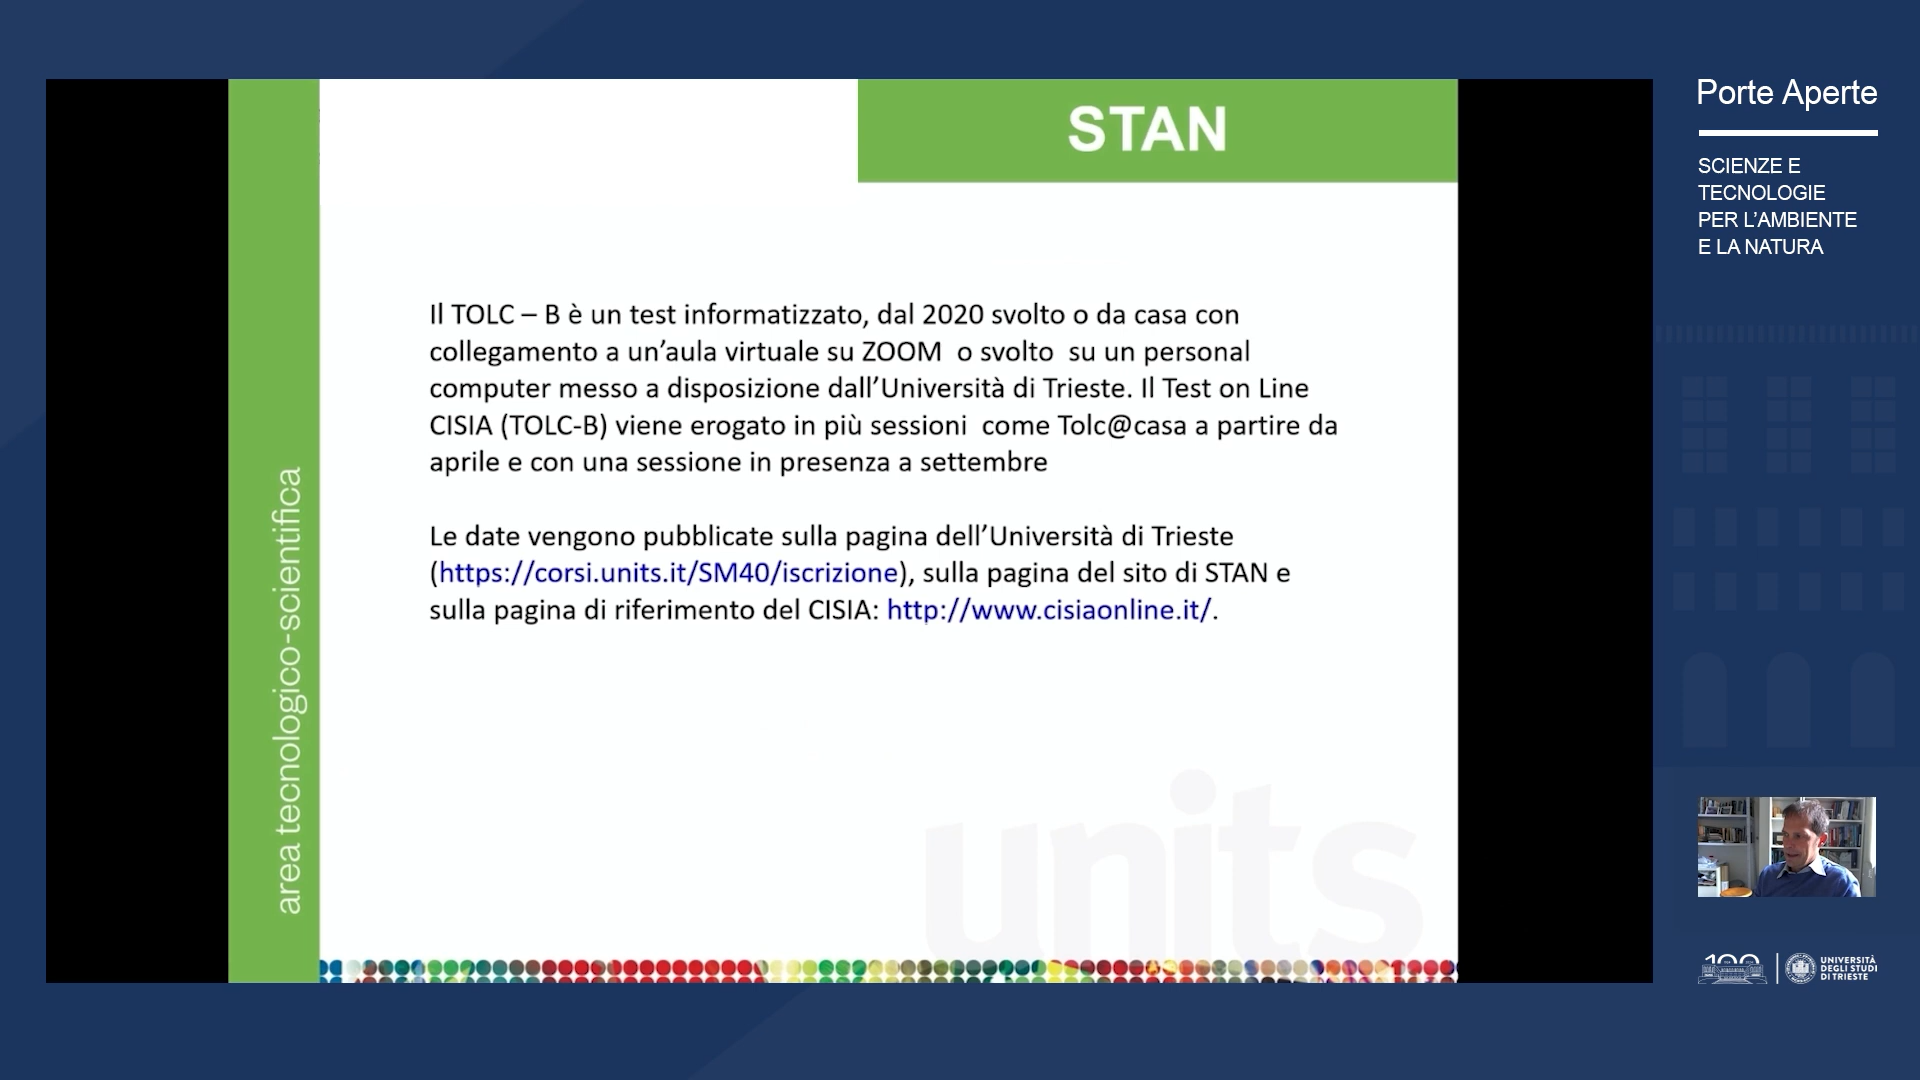 STAN
area tecnologico-scientifica
Il TOLC – B è un test informatizzato, dal 2020 svolto o da casa con
collegamento a un’aula virtuale su ZOOM o svolto su un personal
computer messo a disposizione dall’Università di Trieste. Il Test on Line
CISIA (TOLC-B) viene erogato in più sessioni come Tolc@casa a partire da
aprile e con una sessione in presenza a settembre
Le date vengono pubblicate sulla pagina dell’Università di Trieste
(https://corsi.units.it/SM40/iscrizione), sulla pagina del sito di STAN e
sulla pagina di riferimento del CISIA: http://www.cisiaonline.it/.
units
Porte Aperte
SCIENZE E
TECNOLOGIE
PER L’AMBIENTE
E LA NATURA
100
UNIVERSITÀ
DEGLI STUDI
DI TRIESTE